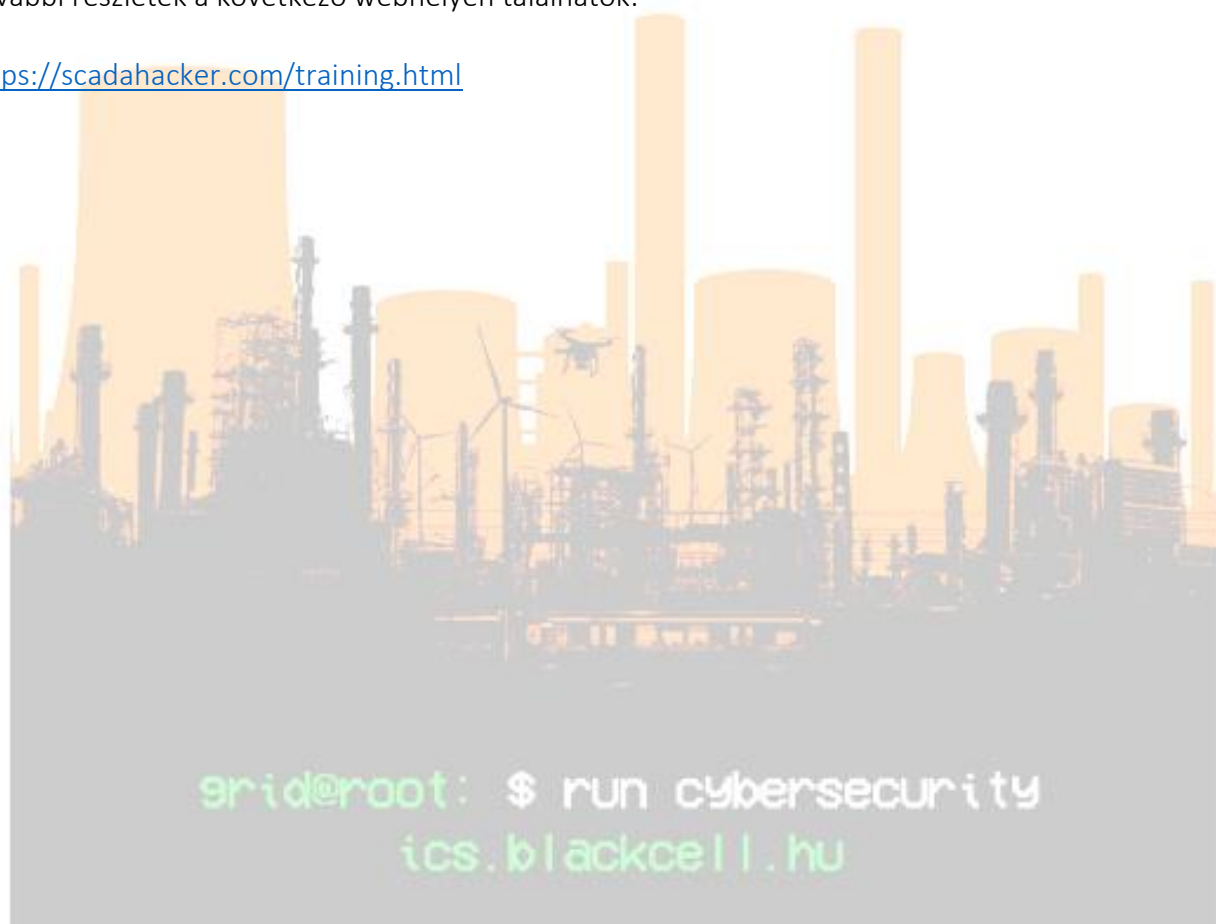 vábbi részletek a következő webhelyen találhatók:
ps://scadahacker.com/training.html
grid@root: $ run cybersecurity
ics.blackcell.hu